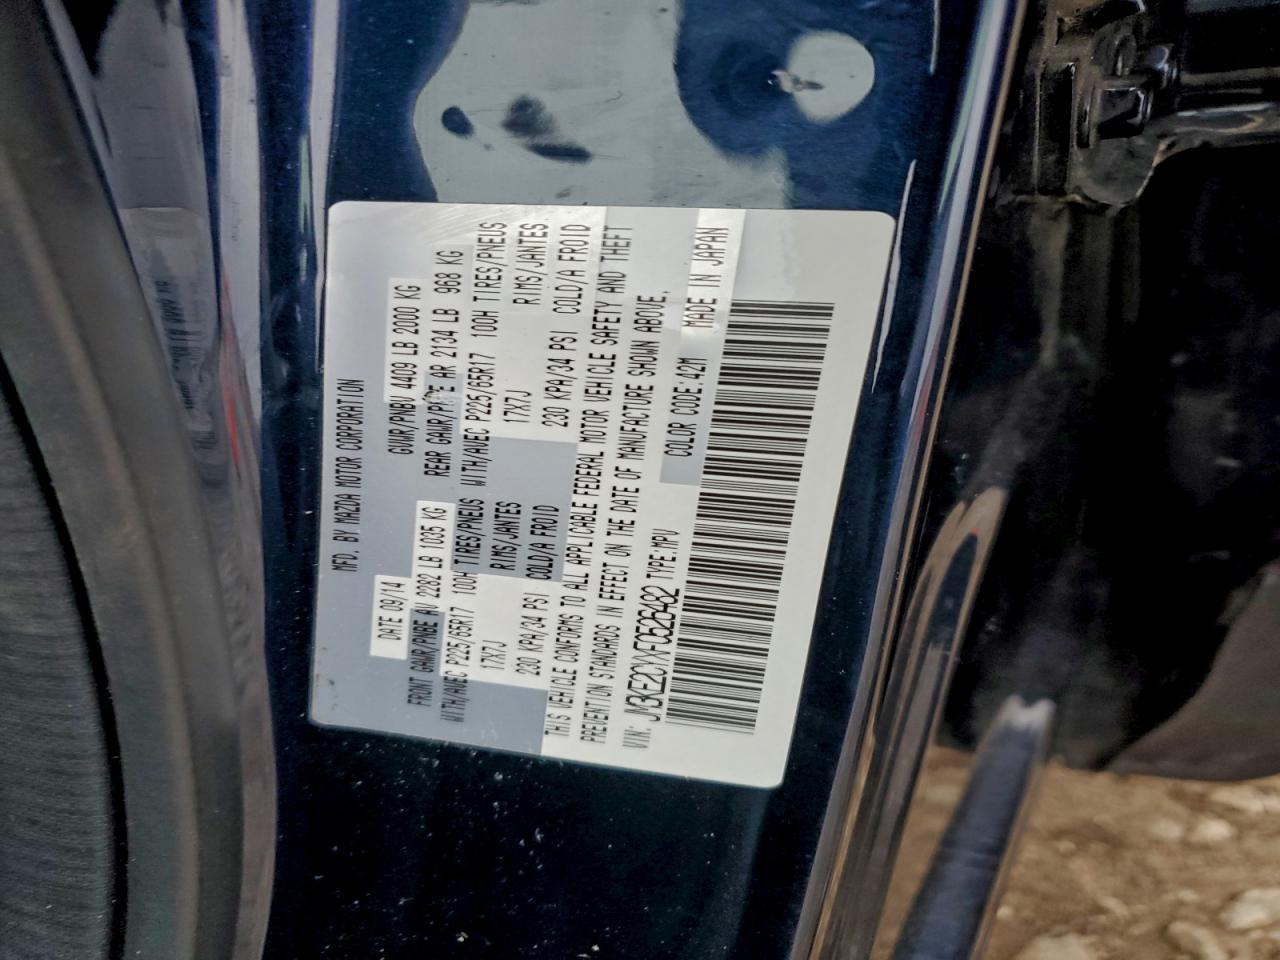 MFD. BY MAZDA MOTOR CORPORATION
DATE 09/14 GVWR/PNBV 4409 LB 2000 KG
FRONT GAWR/PNBE AV 2282 LB 1035 KG REAR GAWR/PNBE AR 2134 LB 968 KG
WITH/AVEC P225/65R17 100H TIRES/PNEUS WITH/AVEC P225/65R17 100H TIRES/PNEUS
17X7J RIMS/JANTES 17X7J RIMS/JANTES
230 KPA/34 PSI COLD/A FROID 230 KPA/34 PSI COLD/A FROID
THIS VEHICLE CONFORMS TO ALL APPLICABLE FEDERAL MOTOR VEHICLE SAFETY AND THEFT
PREVENTION STANDARDS IN EFFECT ON THE DATE OF MANUFACTURE SHOWN ABOVE.
VIN: JM3KE2CYXF0526482 TYPE:MPV
COLOR CODE:42M MADE IN JAPAN